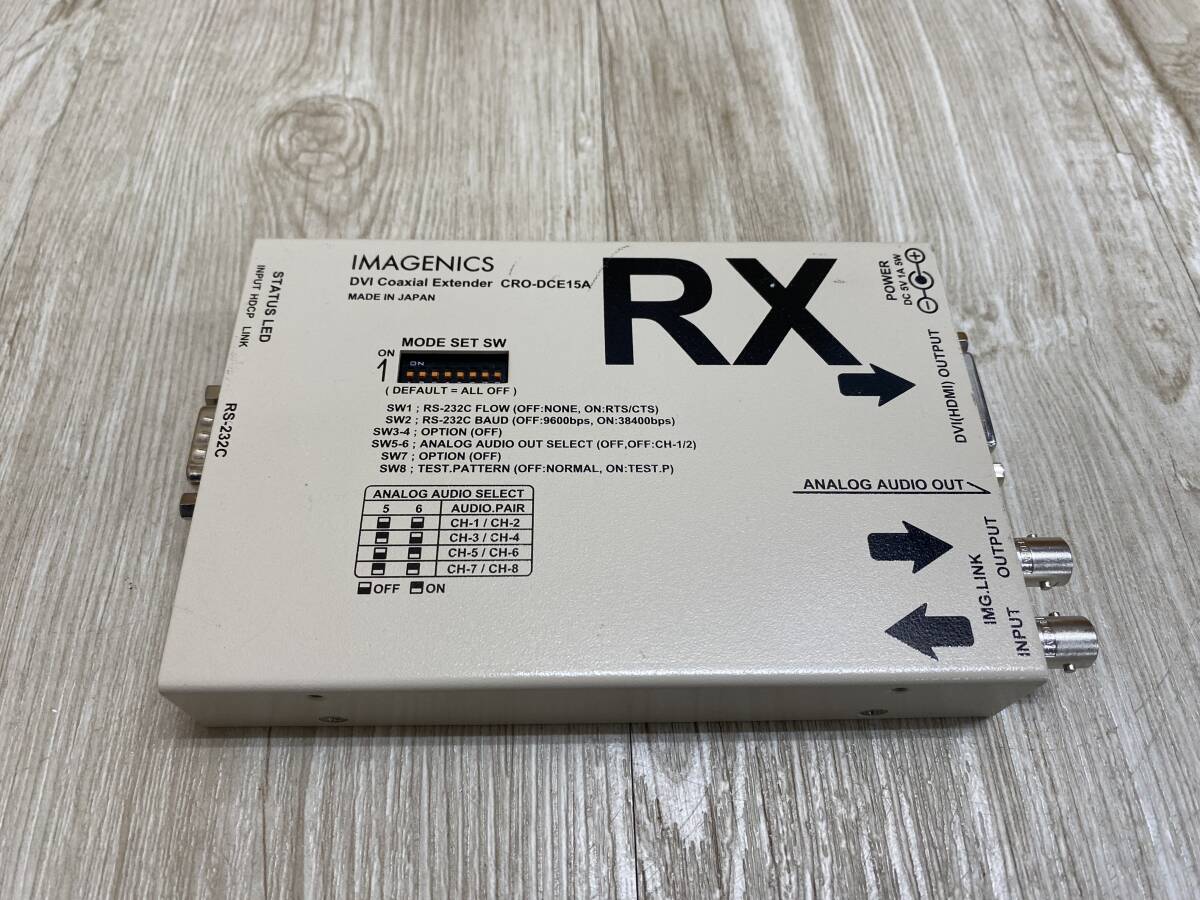 IMAGENICS
DVI Coaxial Extender CRO-DCE15A
MADE IN JAPAN
RX
POWER
DC 5V 1A 5W
STATUS LED
INPUT HDCP LINK
RS-232C
MODE SET SW
ON
1
ON
( DEFAULT = ALL OFF )
SW1 ; RS-232C FLOW (OFF:NONE, ON:RTS/CTS)
SW2 ; RS-232C BAUD (OFF:9600bps, ON:38400bps)
SW3-4 ; OPTION (OFF)
SW5-6 ; ANALOG AUDIO OUT SELECT (OFF,OFF:CH-1/2)
SW7 ; OPTION (OFF)
SW8 ; TEST.PATTERN (OFF:NORMAL, ON:TEST.P)
ANALOG AUDIO SELECT
5 6 AUDIO.PAIR
CH-1 / CH-2
CH-3 / CH-4
CH-5 / CH-6
CH-7 / CH-8
OFF ON
DVI(HDMI) OUTPUT
ANALOG AUDIO OUT
IMG.LINK
OUTPUT
INPUT